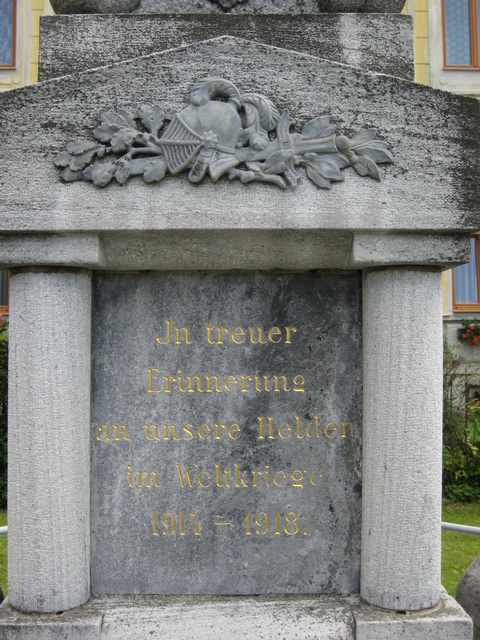 Jn treuer
Erinnerung
an unsere Helden
im Weltkriege
1914 – 1918.